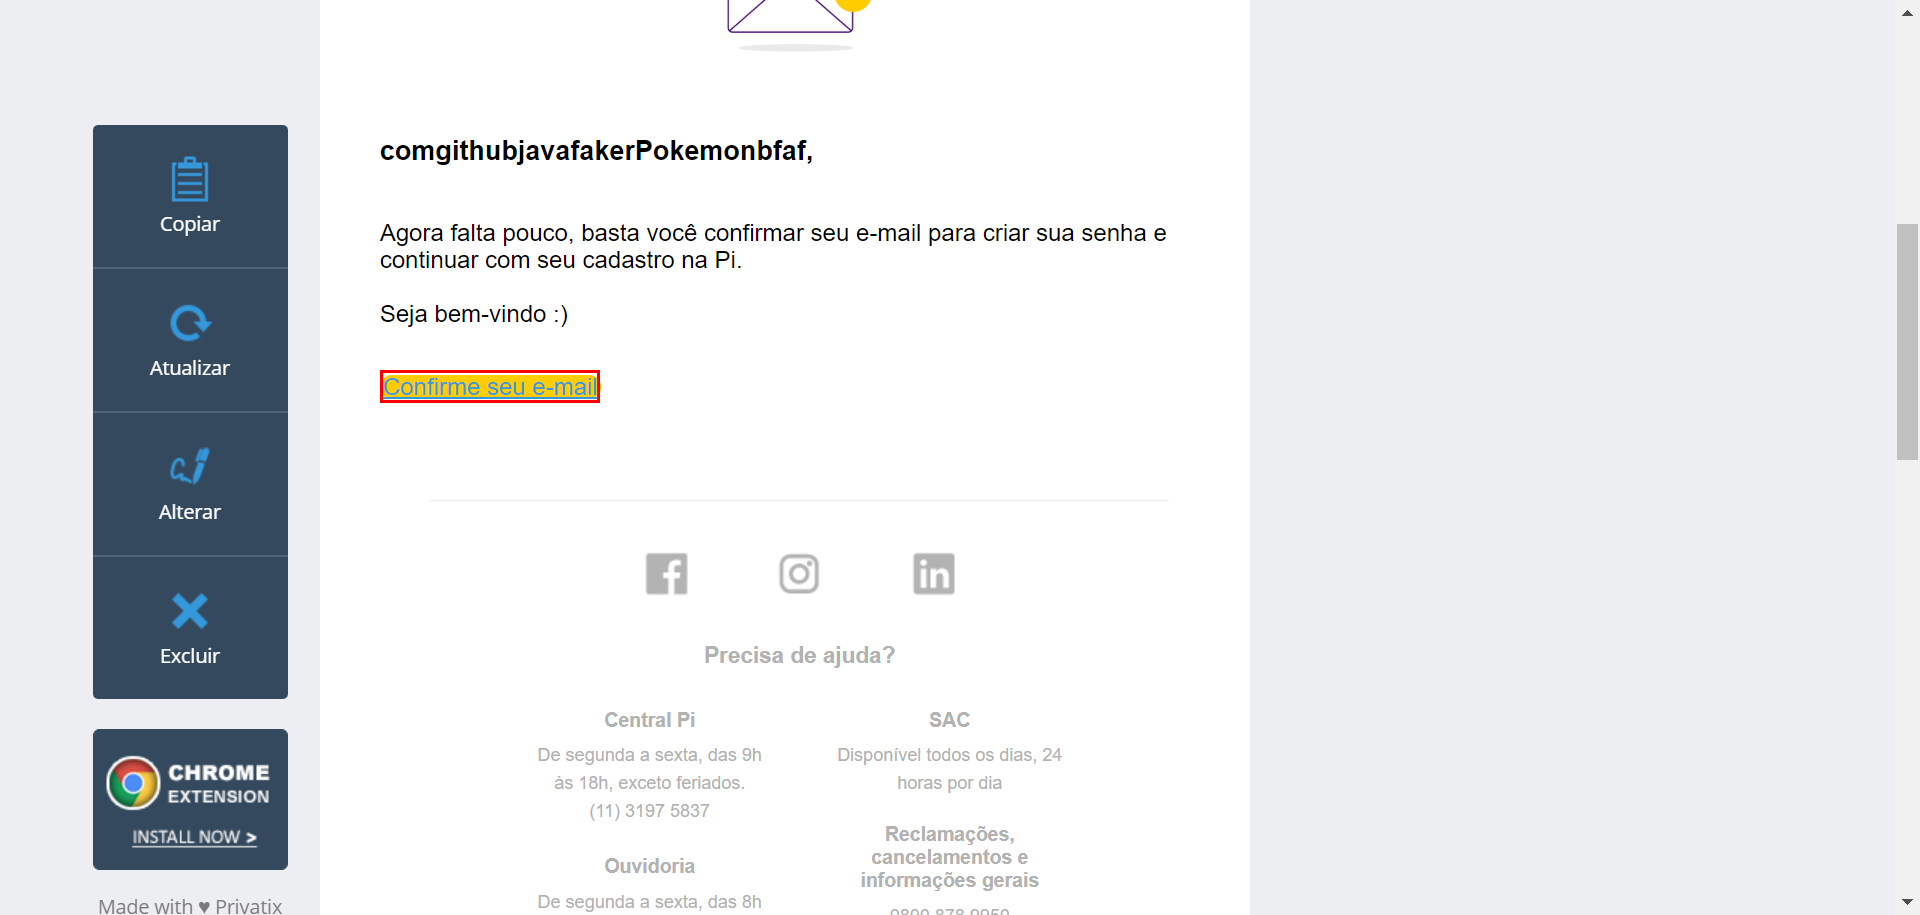 Copiar
Atualizar
Alterar
Excluir
CHROME
EXTENSION
INSTALL NOW >
Made with ♥ Privatix
comgithubjavafakerPokemonbfaf,
Agora falta pouco, basta você confirmar seu e-mail para criar sua senha e
continuar com seu cadastro na Pi.
Seja bem-vindo :)
Confirme seu e-mail
Precisa de ajuda?
Central Pi
De segunda a sexta, das 9h
às 18h, exceto feriados.
(11) 3197 5837
Ouvidoria
De segunda a sexta, das 8h
SAC
Disponível todos os dias, 24
horas por dia
Reclamações,
cancelamentos e
informações gerais